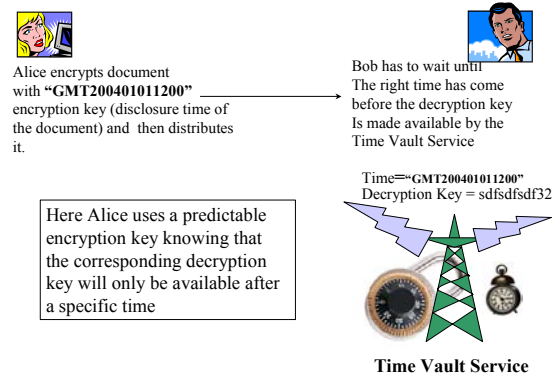 Alice encrypts document
with “GMT200401011200”
encryption key (disclosure time of
the document) and then distributes
it.
Bob has to wait until
The right time has come
before the decryption key
Is made available by the
Time Vault Service
Time=“GMT200401011200”
Decryption Key = sdfsdfsdf32
Here Alice uses a predictable
encryption key knowing that
the corresponding decryption
key will only be available after
a specific time
Time Vault Service